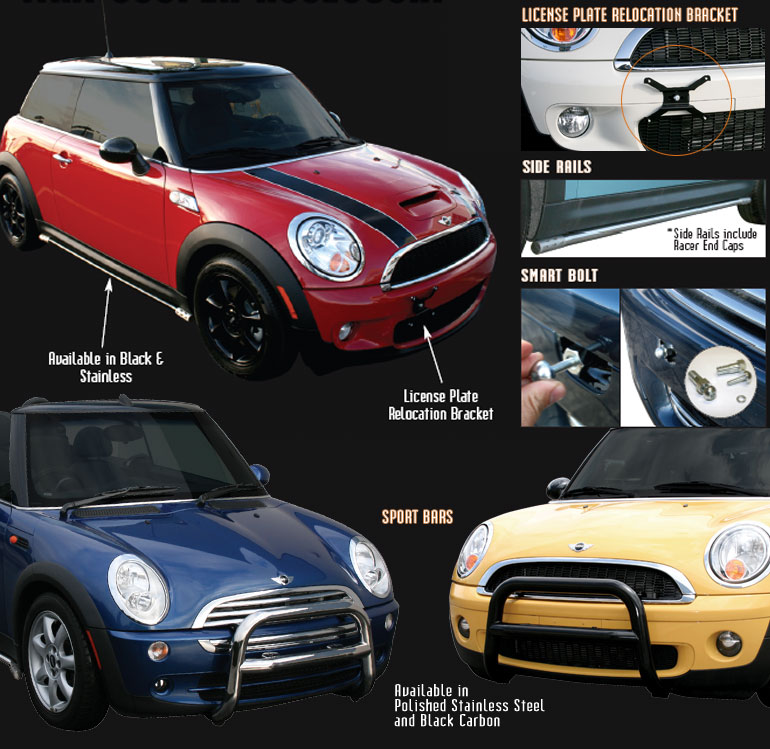 LICENSE PLATE RELOCATION BRACKET
SIDE RAILS
*Side Rails include
Racer End Caps
SMART BOLT
Available in Black &
Stainless
License Plate
Relocation Bracket
SPORT BARS
Available in
Polished Stainless Steel
and Black Carbon